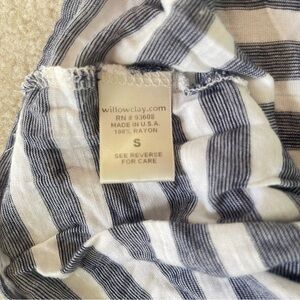 willowclay.com
RN # 93608
MADE IN U.S.A.
100% RAYON
S
SEE REVERSE
FOR CARE